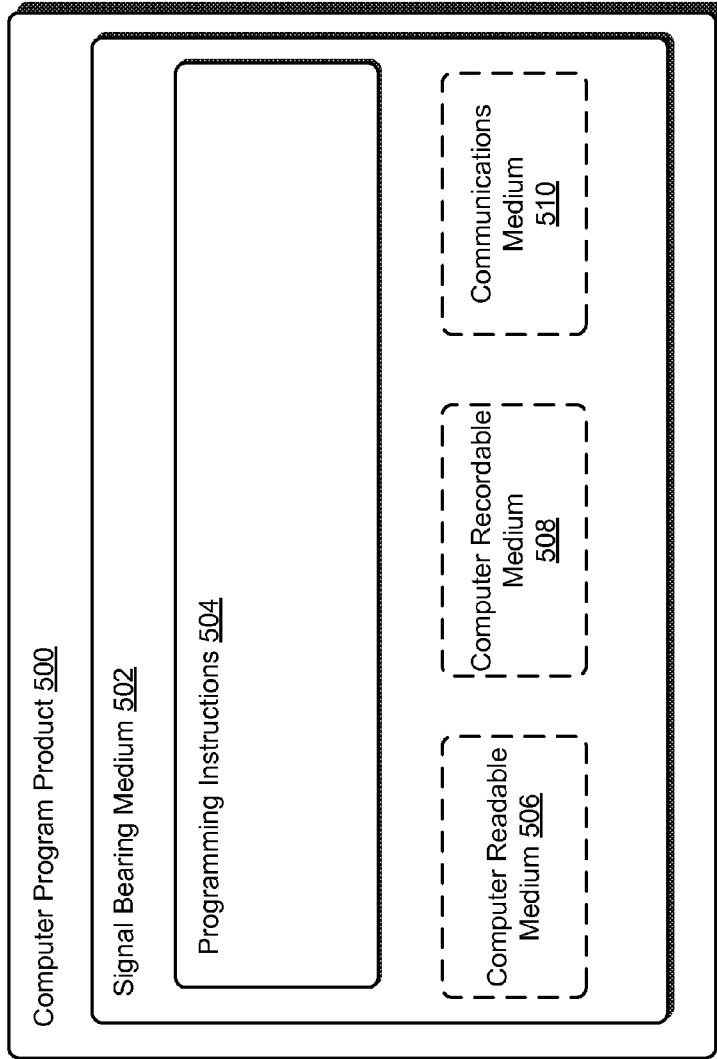 Computer Program Product 500
Signal Bearing Medium 502
Programming Instructions 504
Computer Readable
Medium 506
Computer Recordable
Medium
508
Communications
Medium
510